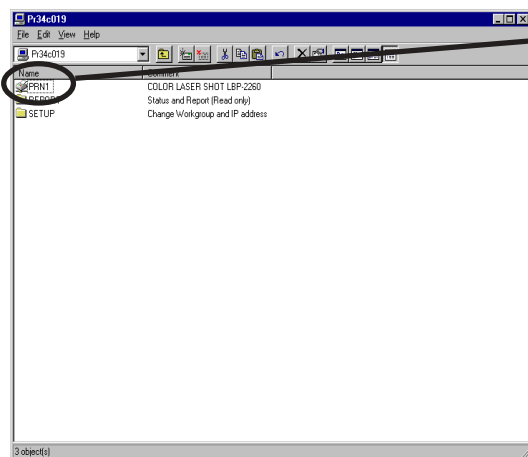 Pr34c019
File Edit View Help
Pr34c019
Name Comment
PRN1 COLOR LASER SHOT LBP-2260
REPORT Status and Report (Read only)
SETUP Change Workgroup and IP address
3 object(s)